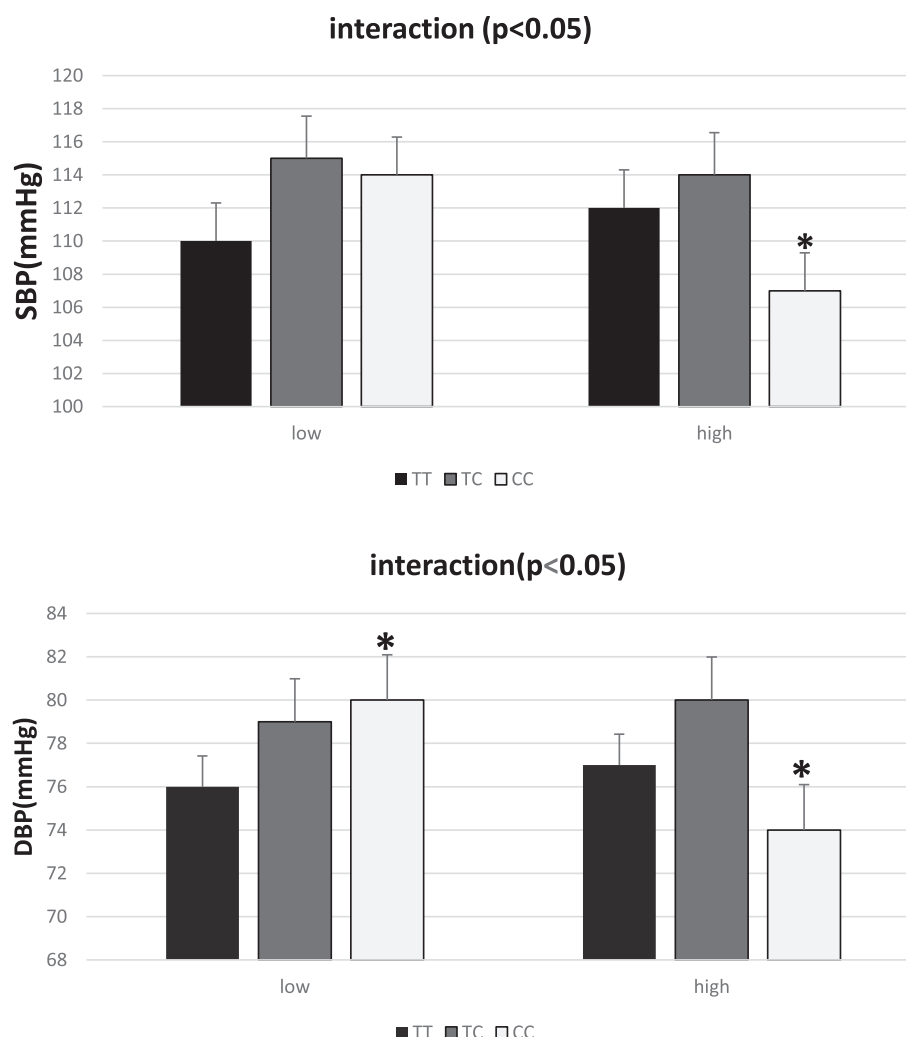 interaction (p<0.05)
120
118
116
114
112
110
108
106
104
102
100
SBP(mmHg)
*
low high
TT TC CC
interaction(p<0.05)
84
82
80
78
76
74
72
70
68
DBP(mmHg)
*
*
low high
TT TC CC